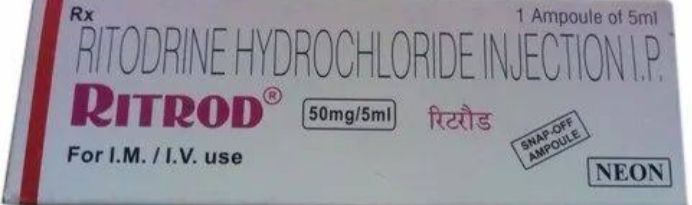 Rx
1 Ampoule of 5ml
RITODRINE HYDROCHLORIDE INJECTION I.P.
RITROD® 50mg/5ml रिटरौड
SNAP-OFF
AMPOULE
For I.M. / I.V. use
NEON